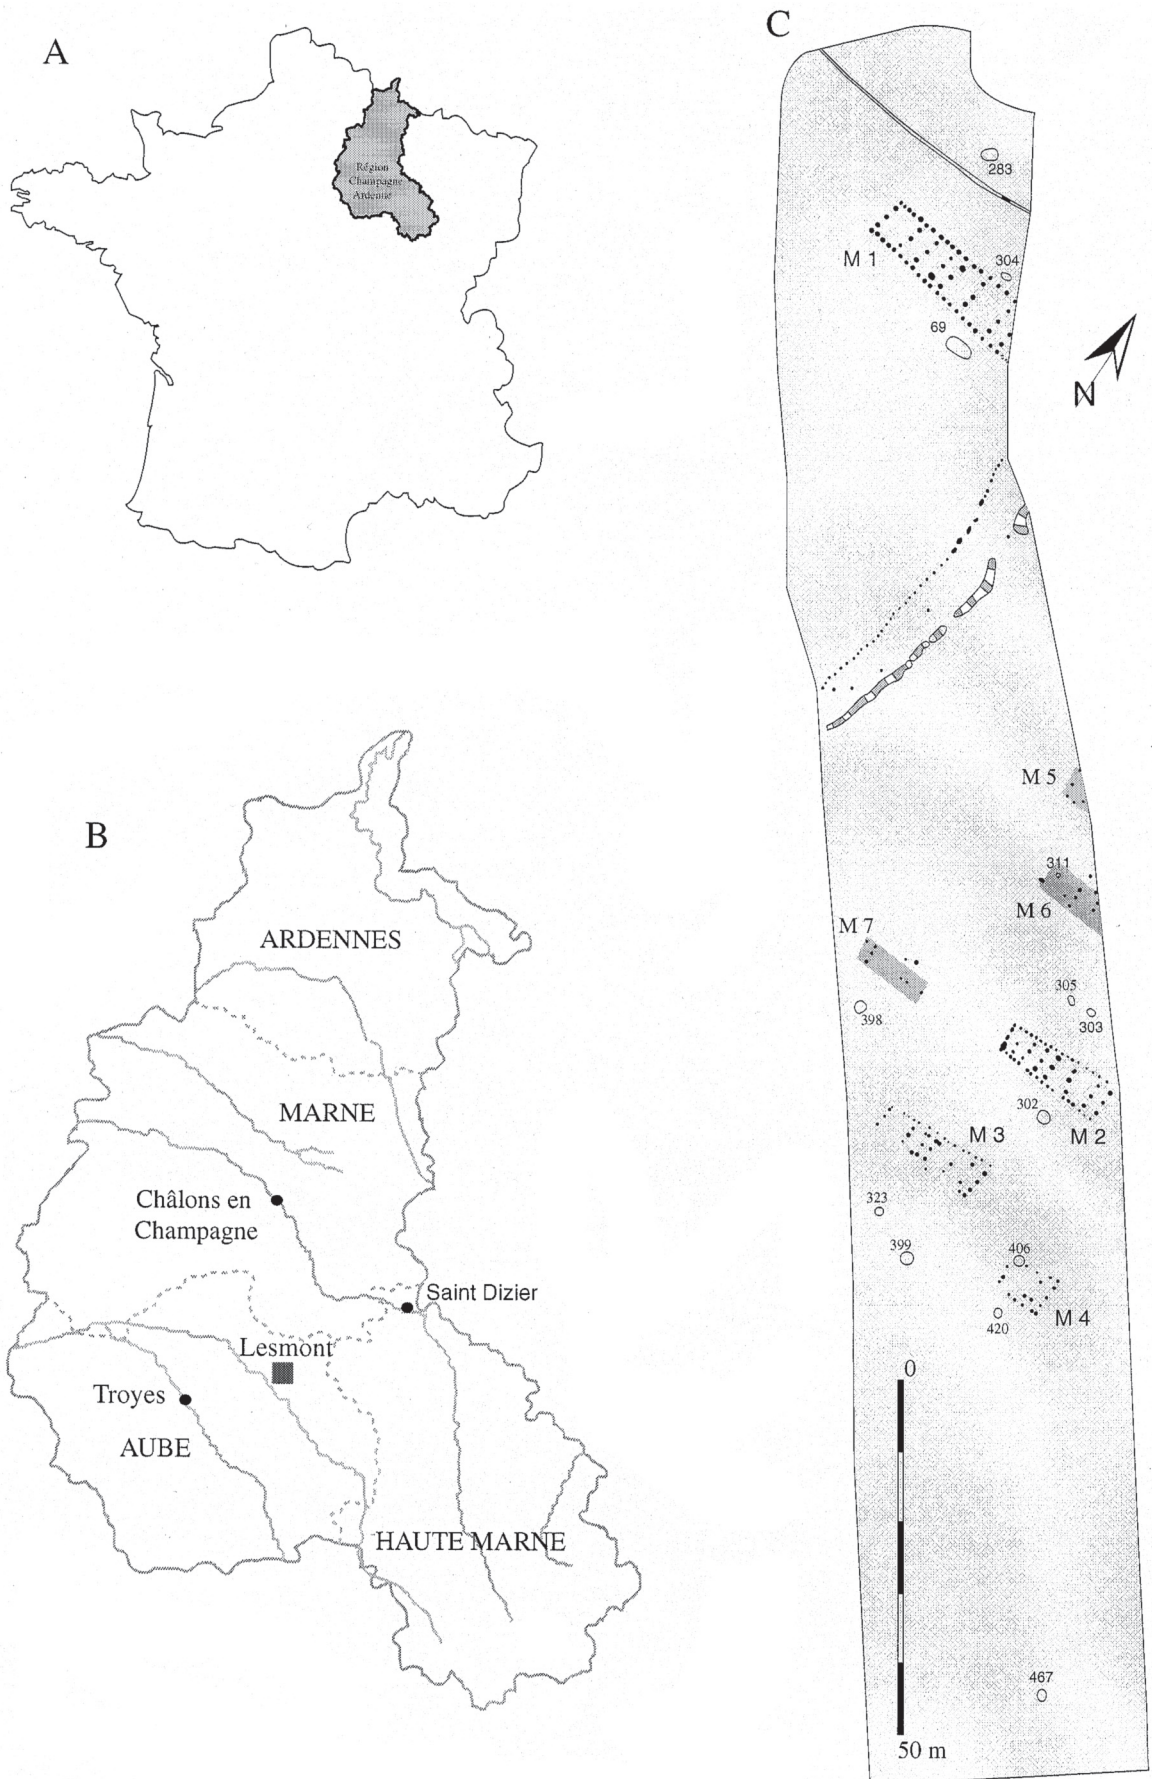 A
Région
Champagne
Ardenne
B
ARDENNES
MARNE
Châlons en
Champagne
Saint Dizier
Lesmont
Troyes
AUBE
HAUTE MARNE
C
283
M 1
304
69
N
M 5
311
M 6
M 7
305
303
398
302
M 2
M 3
323
399
406
M 4
420
0
467
50 m